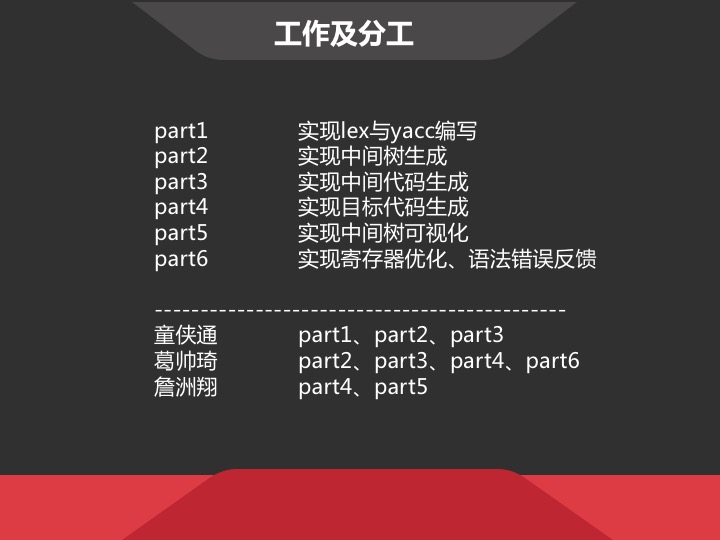 工作及分工
part1 实现lex与yacc编写
part2 实现中间树生成
part3 实现中间代码生成
part4 实现目标代码生成
part5 实现中间树可视化
part6 实现寄存器优化、语法错误反馈
---------------------------------------------
童侠通 part1、part2、part3
葛帅琦 part2、part3、part4、part6
詹洲翔 part4、part5